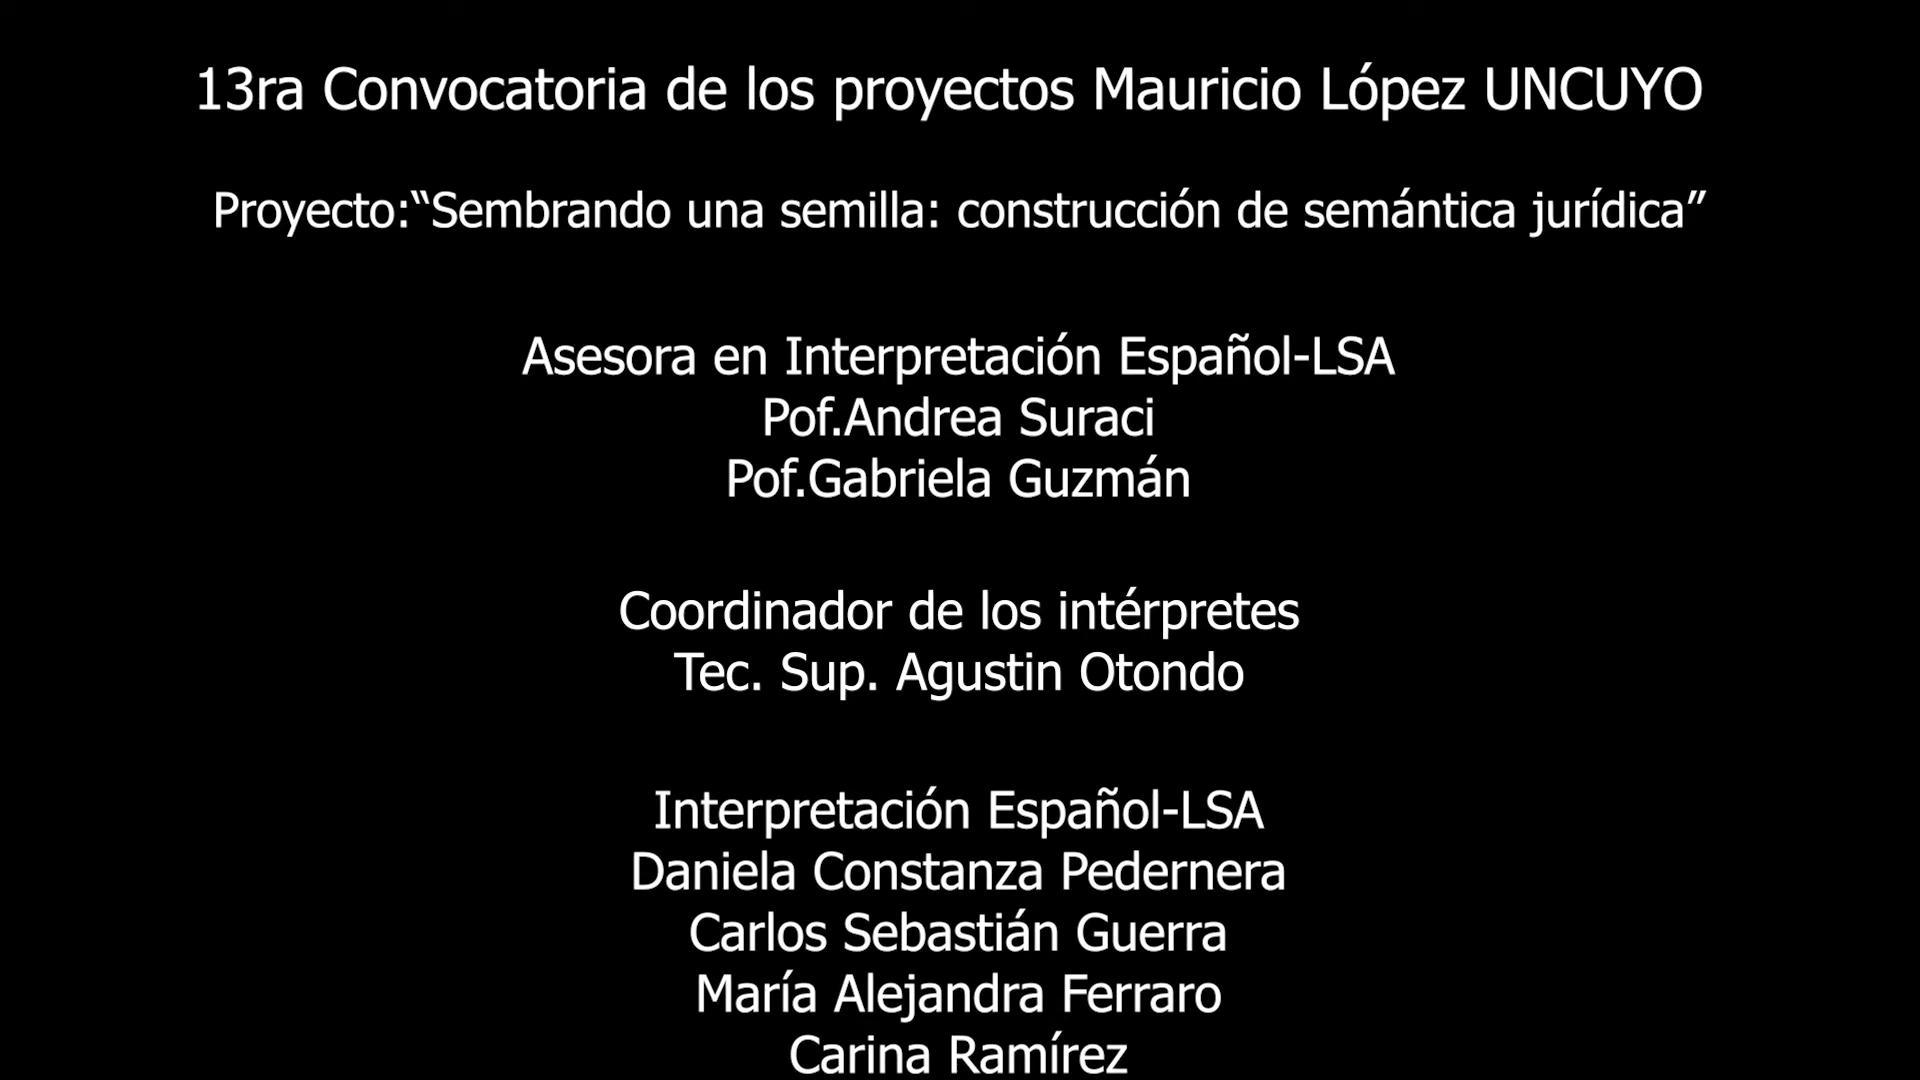 13ra Convocatoria de los proyectos Mauricio López UNCUYO
Proyecto:“Sembrando una semilla: construcción de semántica jurídica”
Asesora en Interpretación Español-LSA
Pof.Andrea Suraci
Pof.Gabriela Guzmán
Coordinador de los intérpretes
Tec. Sup. Agustin Otondo
Interpretación Español-LSA
Daniela Constanza Pedernera
Carlos Sebastián Guerra
María Alejandra Ferraro
Carina Ramírez